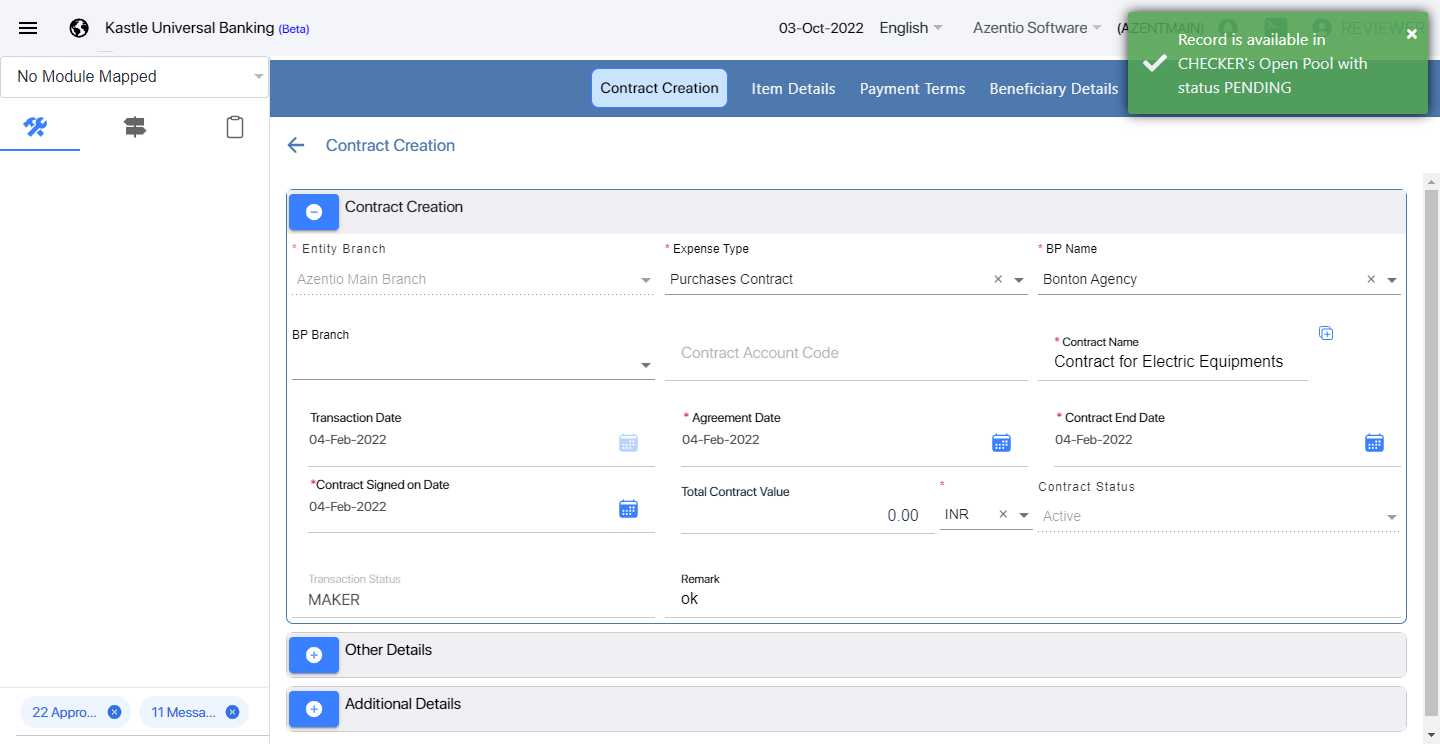 Kastle Universal Banking (Beta)
03-Oct-2022 English Azentio Software (AZENTMAIN) REVIEWER
Record is available in
CHECKER's Open Pool with
status PENDING
No Module Mapped
Contract Creation Item Details Payment Terms Beneficiary Details
Contract Creation
Contract Creation
* Entity Branch * Expense Type * BP Name
Azentio Main Branch Purchases Contract × Bonton Agency ×
BP Branch Contract Account Code * Contract Name
Contract for Electric Equipments
Transaction Date * Agreement Date * Contract End Date
04-Feb-2022 04-Feb-2022 04-Feb-2022
*Contract Signed on Date Total Contract Value * Contract Status
04-Feb-2022 0.00 INR × Active
Transaction Status Remark
MAKER ok
Other Details
Additional Details
22 Appro... 11 Messa...